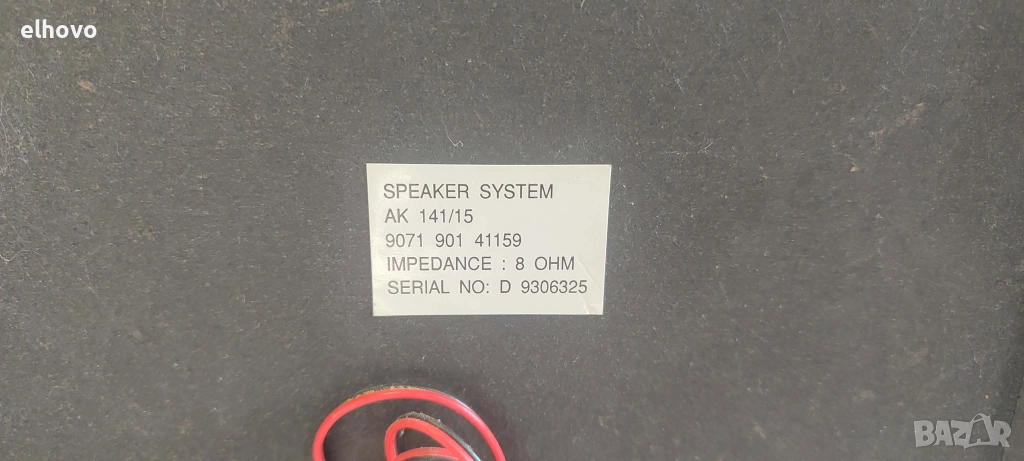 elhovo
SPEAKER SYSTEM
AK 141/15
9071 901 41159
IMPEDANCE : 8 OHM
SERIAL NO: D 9306325
BAZAR